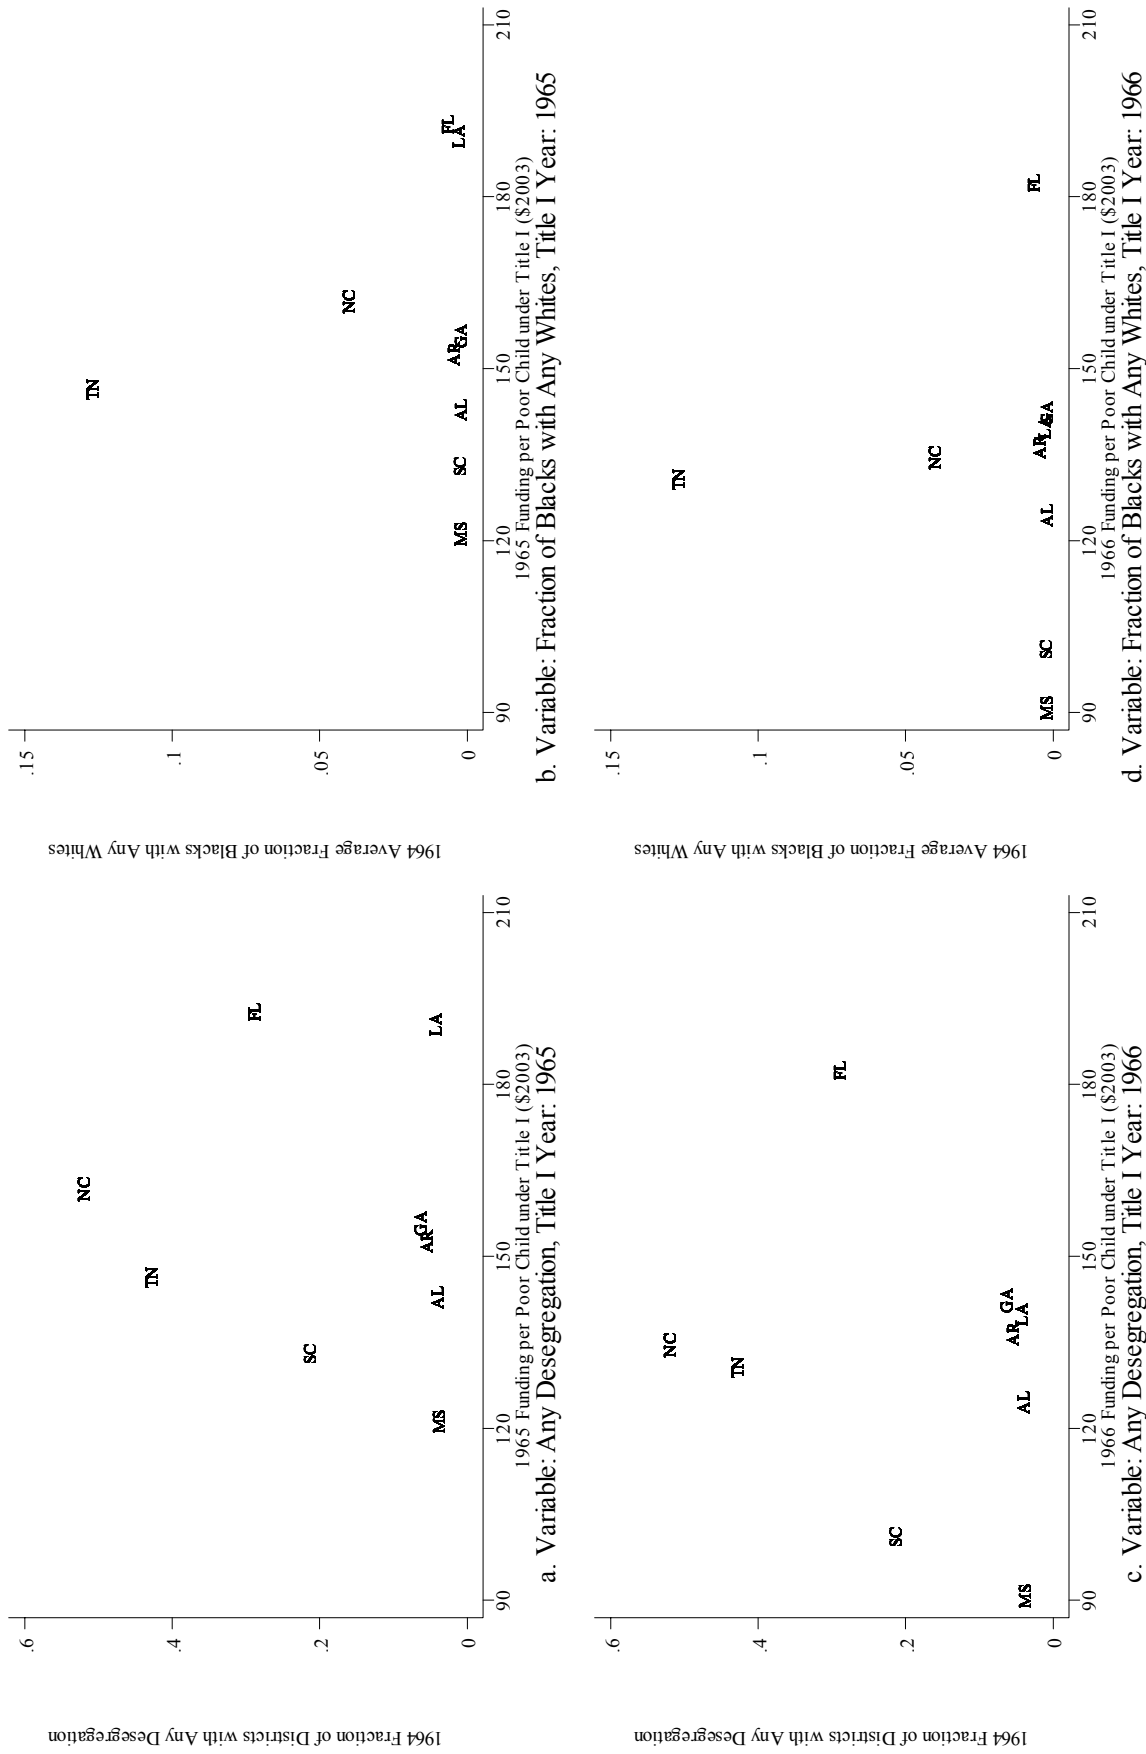 1964 Fraction of Districts with Any Desegregation
.6
.4
.2
0
NC
TN
FL
SC
GA
AR
LA
AL
MS
90
120
150
180
210
1965 Funding per Poor Child under Title I ($2003)
a. Variable: Any Desegregation, Title I Year: 1965
1964 Average Fraction of Blacks with Any Whites
.15
.1
.05
0
TN
NC
FL
LA
AR
GA
AL
SC
MS
90
120
150
180
210
1965 Funding per Poor Child under Title I ($2003)
b. Variable: Fraction of Blacks with Any Whites, Title I Year: 1965
1964 Fraction of Districts with Any Desegregation
.6
.4
.2
0
NC
TN
FL
SC
GA
AR
LA
AL
MS
90
120
150
180
210
1966 Funding per Poor Child under Title I ($2003)
c. Variable: Any Desegregation, Title I Year: 1966
1964 Average Fraction of Blacks with Any Whites
.15
.1
.05
0
TN
NC
FL
AR
LA
GA
AL
SC
MS
90
120
150
180
210
1966 Funding per Poor Child under Title I ($2003)
d. Variable: Fraction of Blacks with Any Whites, Title I Year: 1966